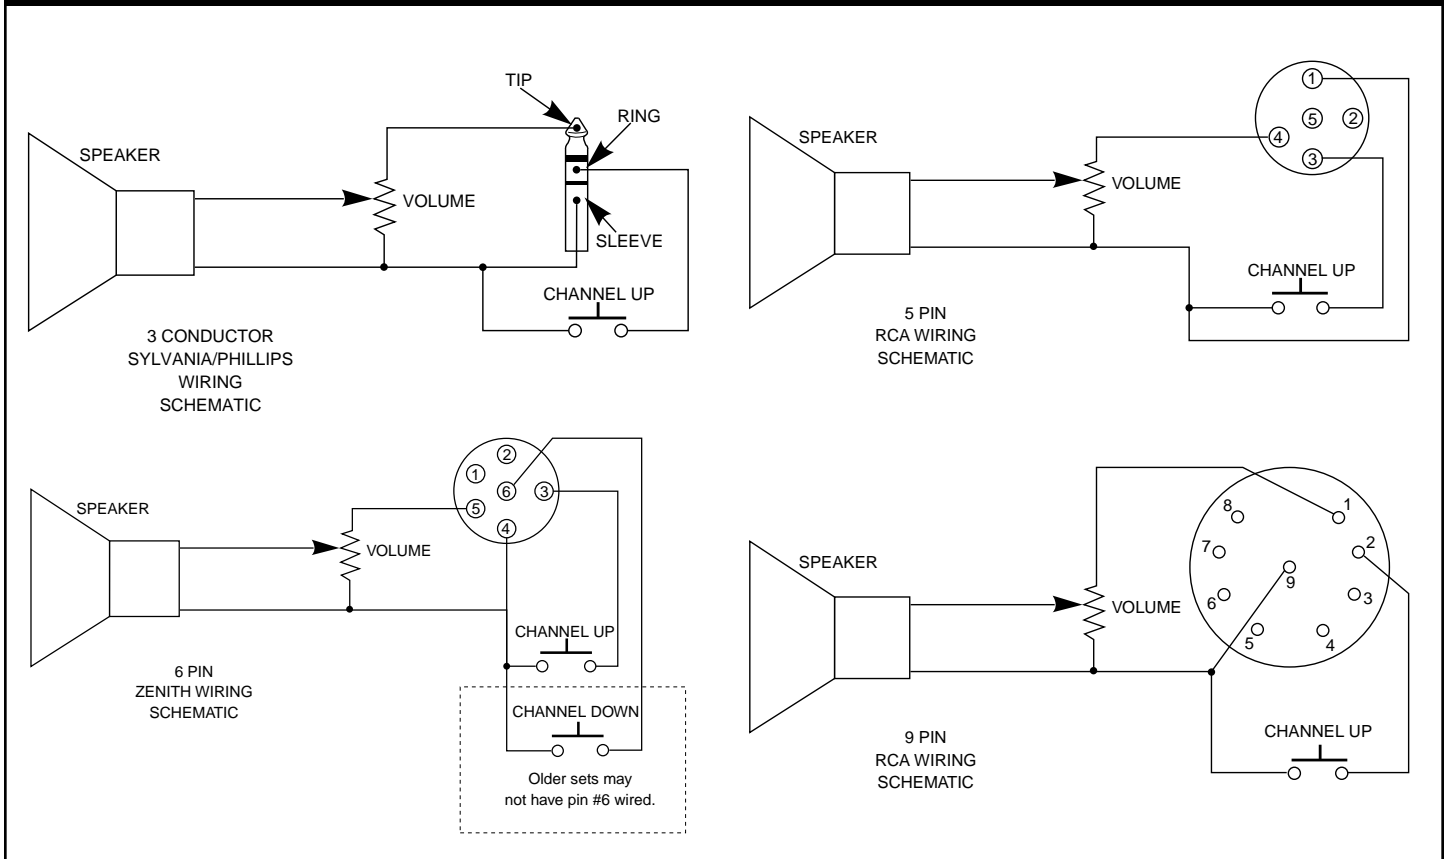 TIP
RING
SPEAKER
VOLUME
SLEEVE
CHANNEL UP
3 CONDUCTOR
SYLVANIA/PHILLIPS
WIRING
SCHEMATIC
1
5
2
4
3
SPEAKER
VOLUME
CHANNEL UP
5 PIN
RCA WIRING
SCHEMATIC
2
1
6
3
5
4
SPEAKER
VOLUME
CHANNEL UP
6 PIN
ZENITH WIRING
SCHEMATIC
CHANNEL DOWN
Older sets may
not have pin #6 wired.
8
1
7
2
9
6
3
5
4
SPEAKER
VOLUME
CHANNEL UP
9 PIN
RCA WIRING
SCHEMATIC